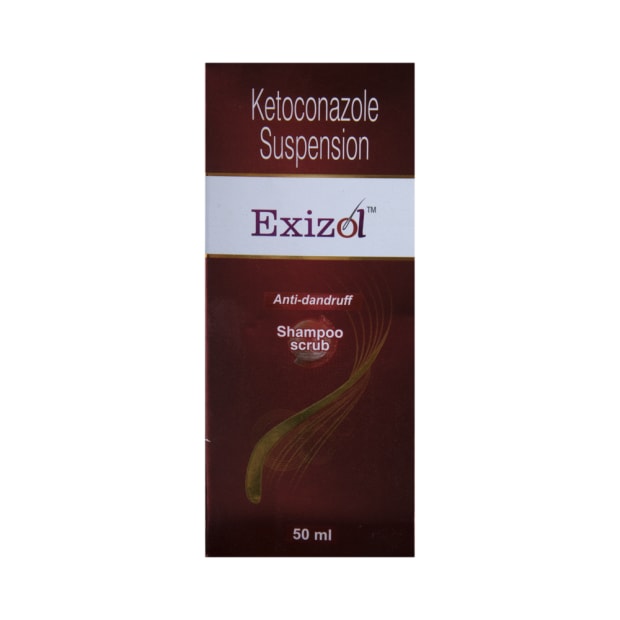 Ketoconazole
Suspension
Exizol™
Anti-dandruff
Shampoo
scrub
50 ml